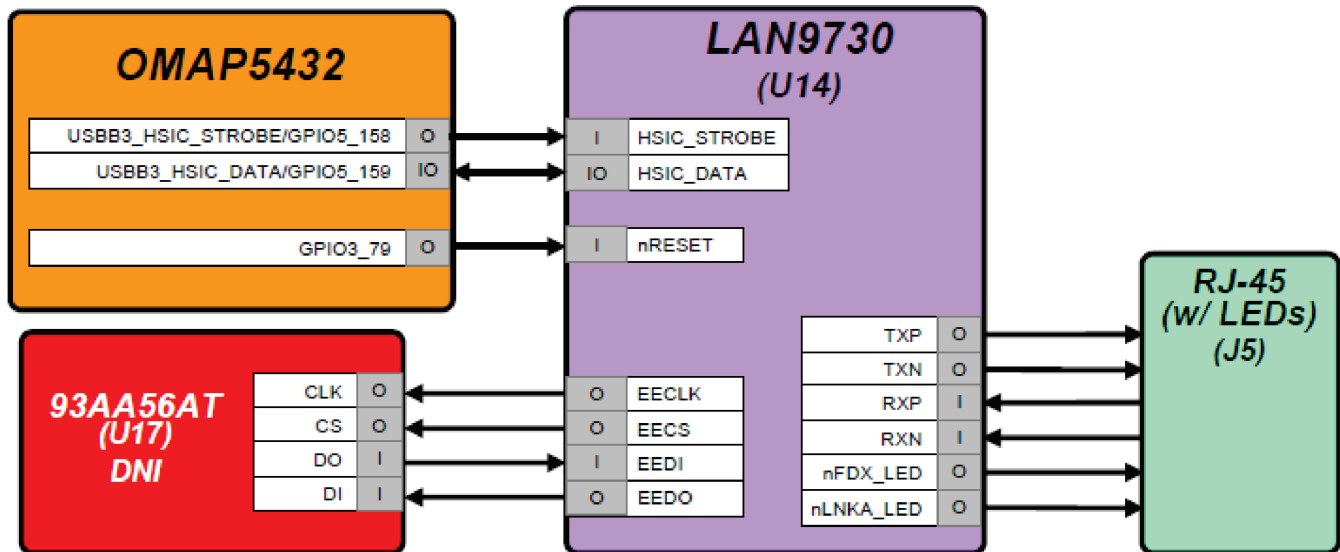 OMAP5432
USBB3_HSIC_STROBE/GPIO5_158 O
USBB3_HSIC_DATA/GPIO5_159 IO
GPIO3_79 O
LAN9730
(U14)
I HSIC_STROBE
IO HSIC_DATA
I nRESET
93AA56AT
(U17)
DNI
CLK O
CS O
DO I
DI I
O EECLK
O EECS
I EEDI
O EEDO
TXP O
TXN O
RXP I
RXN I
nFDX_LED O
nLNKA_LED O
RJ-45
(w/ LEDs)
(J5)